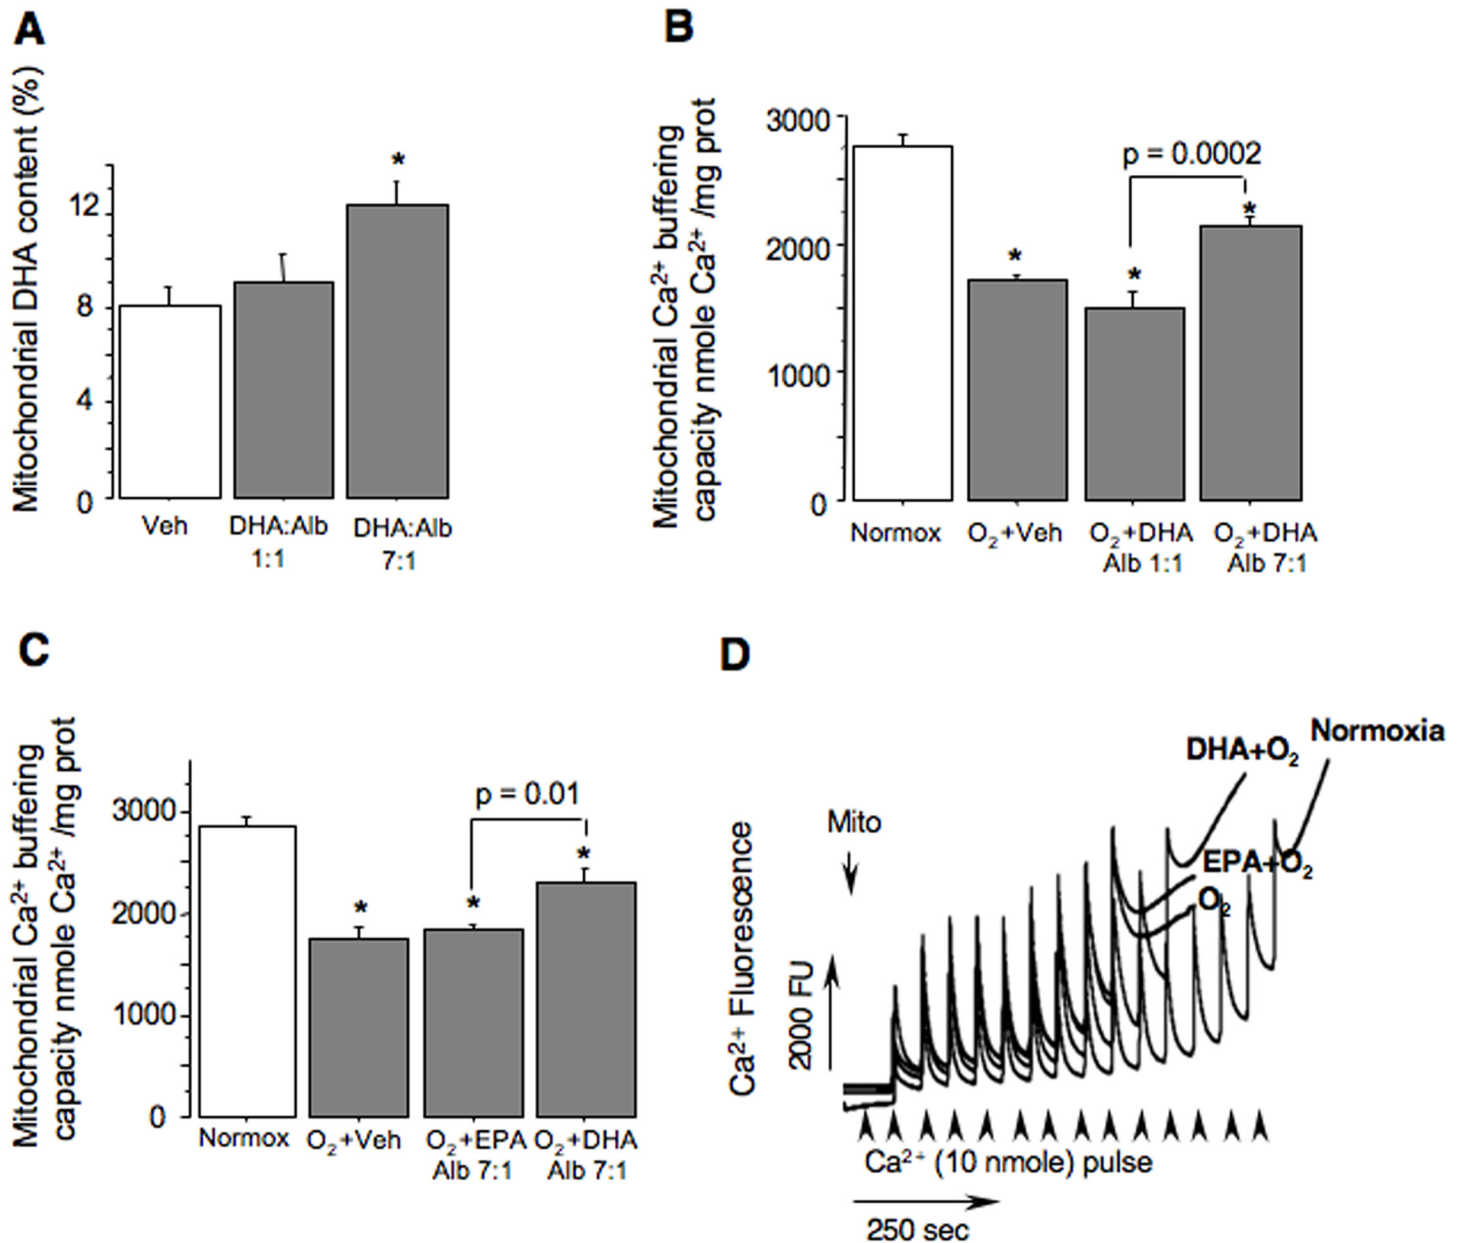 A
Mitochondrial DHA content (%)
12
8
4
0
*
Veh
DHA:Alb
1:1
DHA:Alb
7:1
B
Mitochondrial Ca²⁺ buffering
capacity nmole Ca²⁺ /mg prot
3000
2000
1000
0
p = 0.0002
*
*
*
Normox
O₂+Veh
O₂+DHA
Alb 1:1
O₂+DHA
Alb 7:1
C
Mitochondrial Ca²⁺ buffering
capacity nmole Ca²⁺ /mg prot
3000
2000
1000
0
p = 0.01
*
*
*
Normox
O₂+Veh
O₂+EPA
Alb 7:1
O₂+DHA
Alb 7:1
D
Ca²⁺ Fluorescence
2000 FU
Mito
DHA+O₂
Normoxia
EPA+O₂
O₂
Ca²⁺ (10 nmole) pulse
250 sec